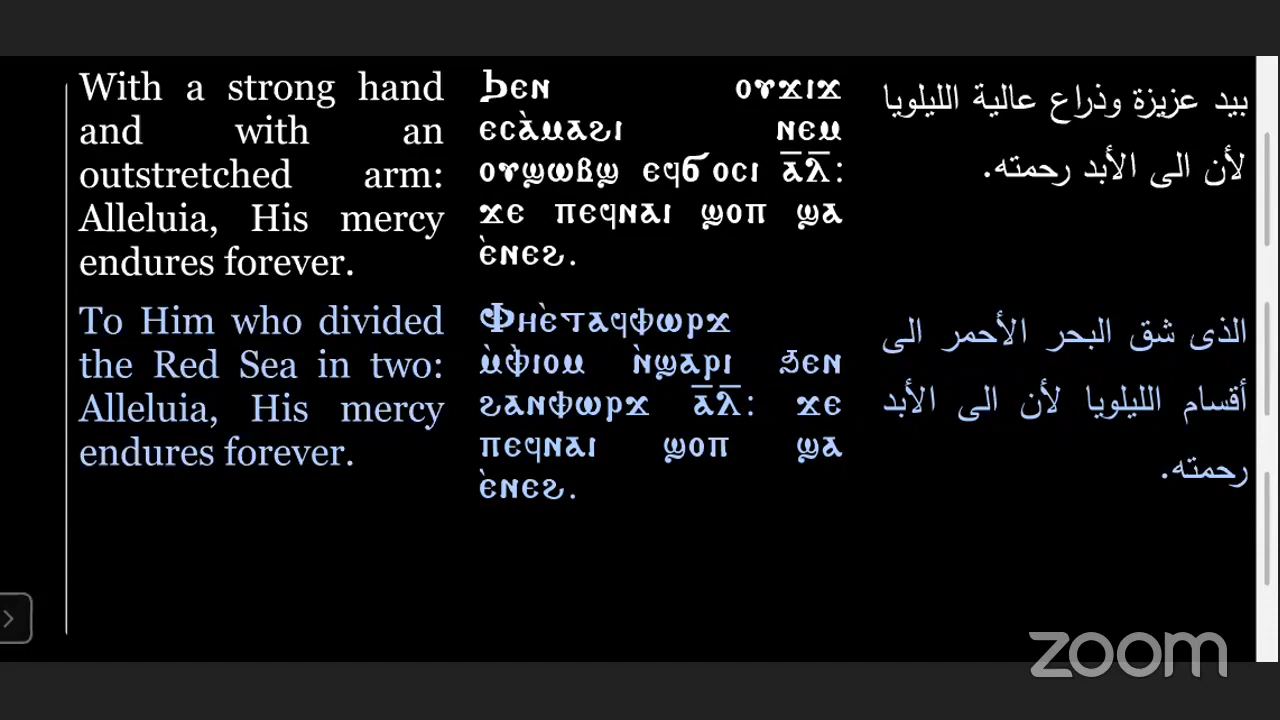 With a strong hand
and with an
outstretched arm:
Alleluia, His mercy
endures forever.
Ϧⲉⲛ ⲟⲩϫⲓϫ
ⲉⲥⲁ̀ⲙⲁϩⲓ ⲛⲉⲙ
ⲟⲩϣⲱⲃϣ ⲉϥϭⲟⲥⲓ ⲁ̅ⲗ̅:
ϫⲉ ⲡⲉϥⲛⲁⲓ ϣⲟⲡ ϣⲁ
ⲉ̀ⲛⲉϩ.
بيد عزيزة وذراع عالية الليلويا
لأن الى الأبد رحمته.
To Him who divided
the Red Sea in two:
Alleluia, His mercy
endures forever.
Ⲫⲏⲉ̀ⲧⲁϥⲫⲱⲣϫ
ⲙ̀ⲫⲓⲟⲙ ⲛ̀ϣⲁⲣⲓ ϧⲉⲛ
ϩⲁⲛⲫⲱⲣϫ ⲁ̅ⲗ̅: ϫⲉ
ⲡⲉϥⲛⲁⲓ ϣⲟⲡ ϣⲁ
ⲉ̀ⲛⲉϩ.
الذى شق البحر الأحمر الى
أقسام الليلويا لأن الى الأبد
رحمته.
zoom